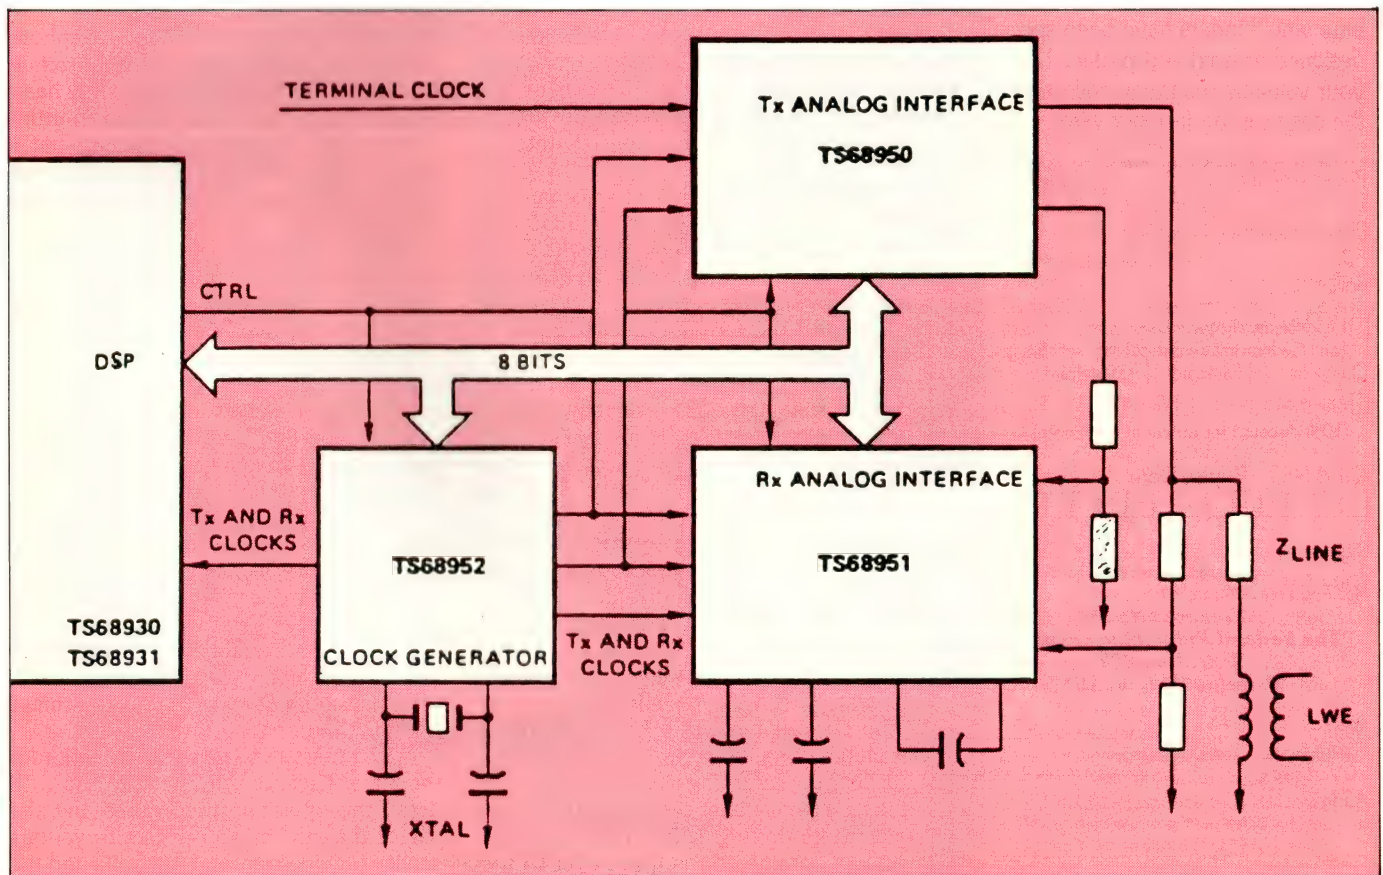 TERMINAL CLOCK
Tx ANALOG INTERFACE
TS68950
CTRL
DSP
8 BITS
Rx ANALOG INTERFACE
Tx AND Rx
CLOCKS
TS68952
TS68951
ZLINE
TS68930
TS68931
CLOCK GENERATOR
Tx AND Rx
CLOCKS
LWE
XTAL